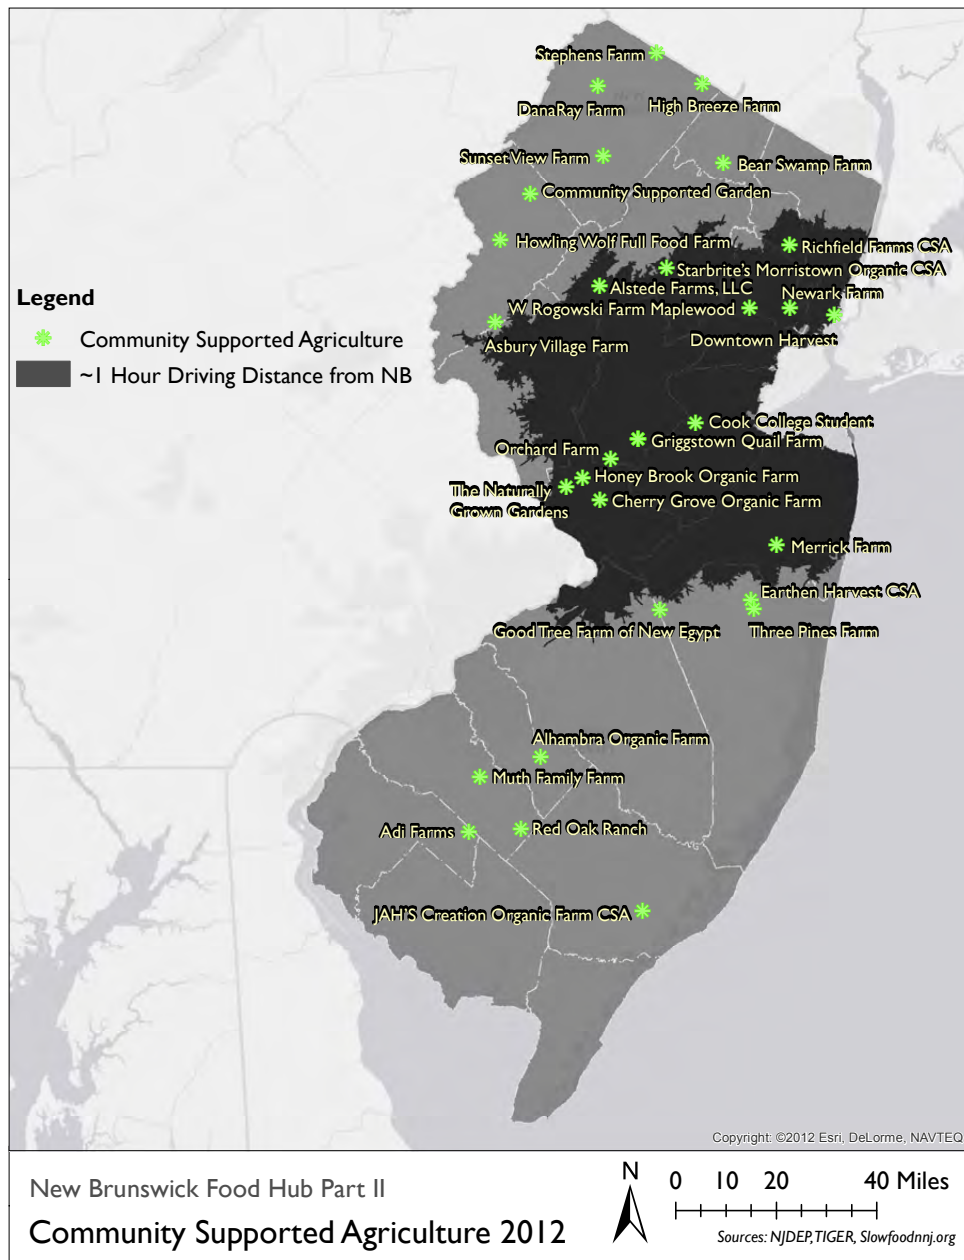 Stephens Farm
DanaRay Farm
High Breeze Farm
Sunset View Farm
Bear Swamp Farm
Community Supported Garden
Howling Wolf Full Food Farm
Richfield Farms CSA
Starbrite's Morristown Organic CSA
Alstede Farms, LLC
Newark Farm
W Rogowski Farm Maplewood
Downtown Harvest
Asbury Village Farm
Legend
Community Supported Agriculture
~1 Hour Driving Distance from NB
Cook College Student
Griggstown Quail Farm
Orchard Farm
Honey Brook Organic Farm
The Naturally
Grown Gardens
Cherry Grove Organic Farm
Merrick Farm
Earthen Harvest CSA
Good Tree Farm of New Egypt
Three Pines Farm
Alhambra Organic Farm
Muth Family Farm
Adi Farms
Red Oak Ranch
JAH'S Creation Organic Farm CSA
Copyright: ©2012 Esri, DeLorme, NAVTEQ
New Brunswick Food Hub Part II
Community Supported Agriculture 2012
N
0 10 20 40 Miles
Sources: NJDEP,TIGER, Slowfoodnnj.org